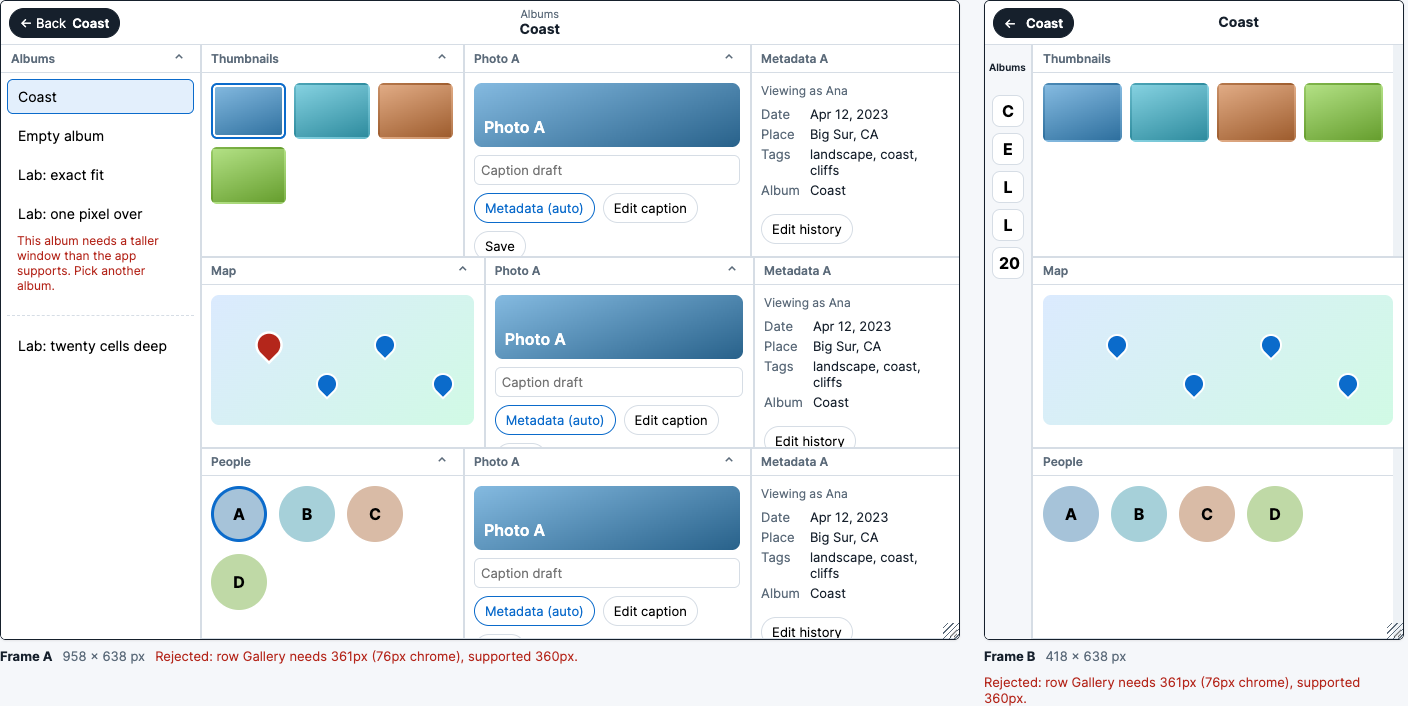 ← Back Coast
Albums
Coast
Albums
Coast
Empty album
Lab: exact fit
Lab: one pixel over
This album needs a taller
window than the app
supports. Pick another
album.
Lab: twenty cells deep
Thumbnails
Photo A
Photo A
Caption draft
Metadata (auto)
Edit caption
Save
Metadata A
Viewing as Ana
Date Apr 12, 2023
Place Big Sur, CA
Tags landscape, coast,
cliffs
Album Coast
Edit history
Map
Photo A
Photo A
Caption draft
Metadata (auto)
Edit caption
Metadata A
Viewing as Ana
Date Apr 12, 2023
Place Big Sur, CA
Tags landscape, coast,
cliffs
Album Coast
Edit history
People
A
B
C
D
Photo A
Photo A
Caption draft
Metadata (auto)
Edit caption
Metadata A
Viewing as Ana
Date Apr 12, 2023
Place Big Sur, CA
Tags landscape, coast,
cliffs
Album Coast
Edit history
Frame A 958 × 638 px Rejected: row Gallery needs 361px (76px chrome), supported 360px.
← Coast
Coast
Albums
C
E
L
L
20
Thumbnails
Map
People
A
B
C
D
Frame B 418 × 638 px
Rejected: row Gallery needs 361px (76px chrome), supported
360px.